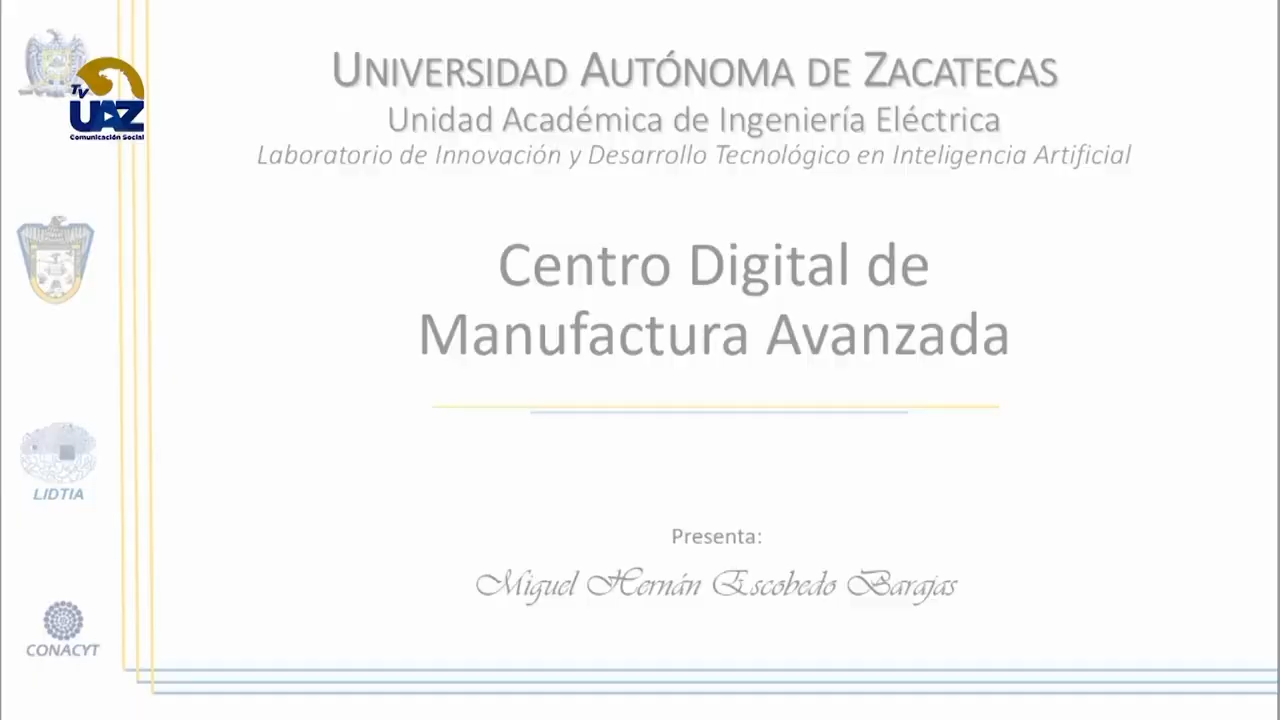 UNIVERSIDAD AUTÓNOMA DE ZACATECAS
Unidad Académica de Ingeniería Eléctrica
Laboratorio de Innovación y Desarrollo Tecnológico en Inteligencia Artificial
TV
UAZ
Comunicación Social
Centro Digital de
Manufactura Avanzada
LIDTIA
Presenta:
Miguel Hernán Escobedo Barajas
CONACYT